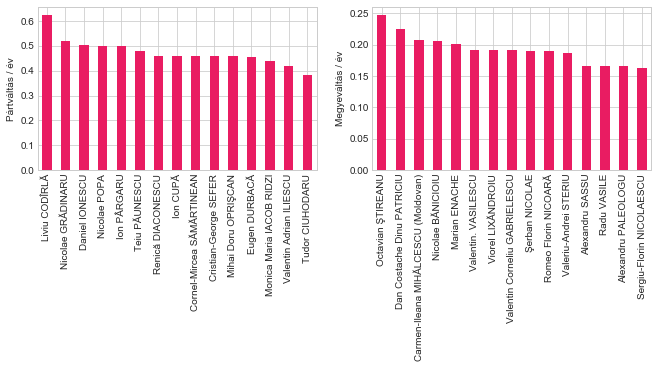 Pártváltás / év
0.6
0.5
0.4
0.3
0.2
0.1
0.0
Liviu CODÎRLĂ
Nicolae GRĂDINARU
Daniel IONESCU
Nicolae POPA
Ion PÂRGARU
Teiu PĂUNESCU
Renică DIACONESCU
Ion CUPĂ
Cornel-Mircea SĂMĂRTINEAN
Cristian-George SEFER
Mihai Doru OPRIŞCAN
Eugen DURBACĂ
Monica Maria IACOB RIDZI
Valentin Adrian ILIESCU
Tudor CIUHODARU
Megyeváltás / év
0.25
0.20
0.15
0.10
0.05
0.00
Octavian ŞTIREANU
Dan Costache Dinu PATRICIU
Carmen-Ileana MIHĂLCESCU (Moldovan)
Nicolae BĂNICIOIU
Marian ENACHE
Valentin. VASILESCU
Viorel LIXĂNDROIU
Valentin Corneliu GABRIELESCU
Şerban NICOLAE
Romeo Florin NICOARĂ
Valeriu-Andrei STERIU
Alexandru SASSU
Radu VASILE
Alexandru PALEOLOGU
Sergiu-Florin NICOLAESCU